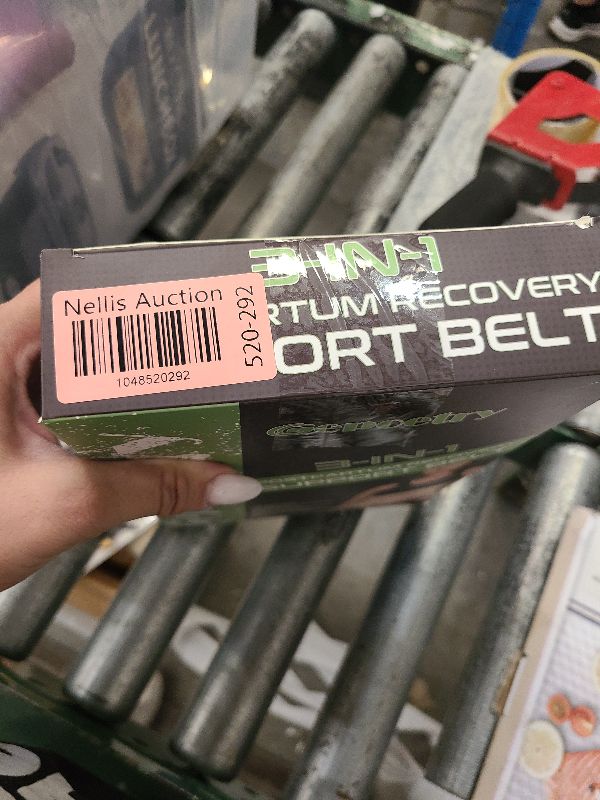 3-IN-1
RTUM RECOVERY
ORT BELT
Nellis Auction
1048520292
520-292
3-IN-1